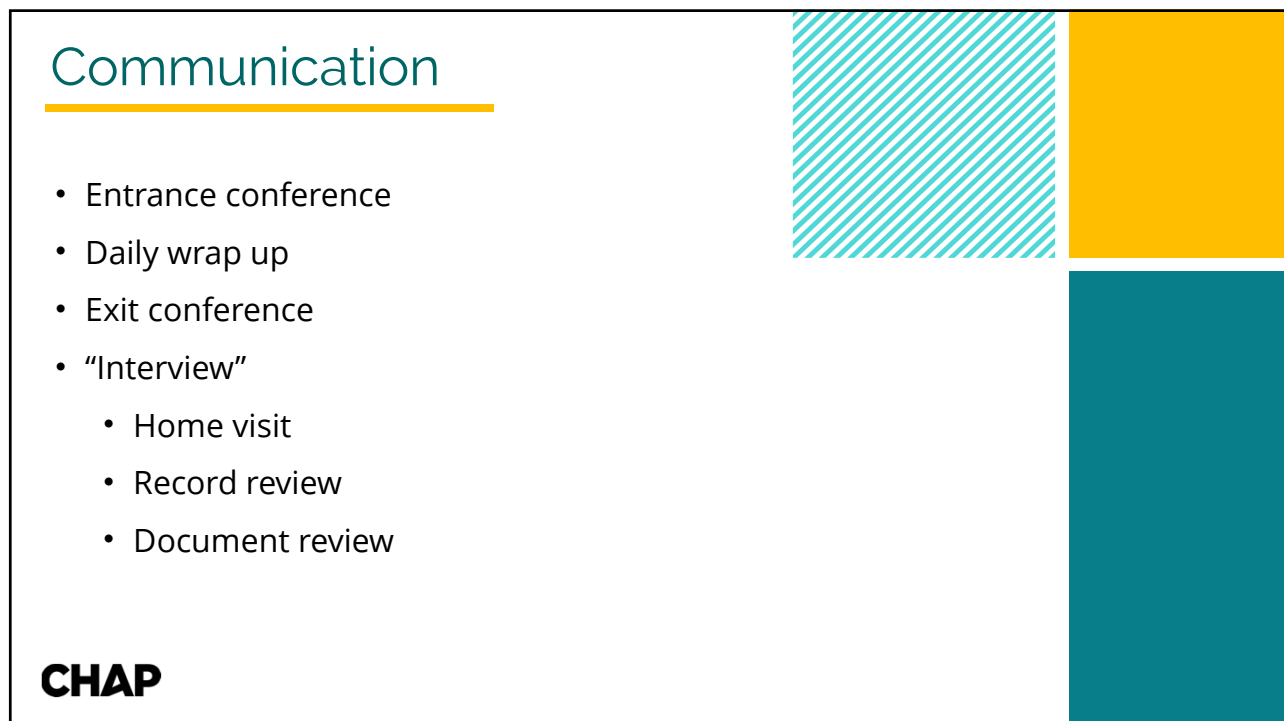 Communication
• Entrance conference
• Daily wrap up
• Exit conference
• “Interview”
• Home visit
• Record review
• Document review
CHAP